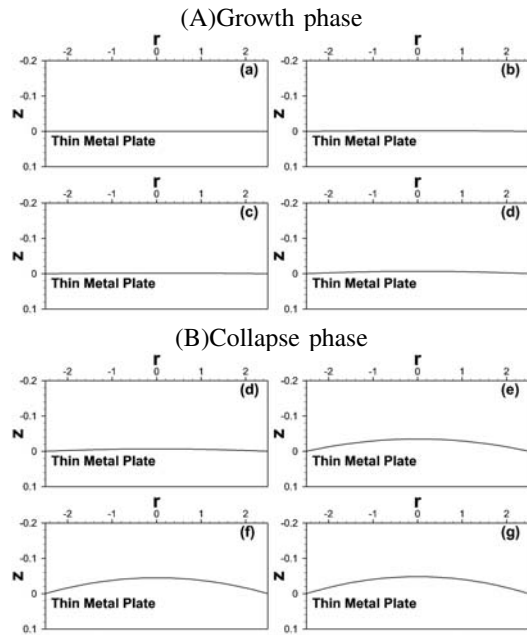 (A)Growth phase
r r
-2 -1 0 1 2 -2 -1 0 1 2
-0.2 (a) -0.2 (b)
-0.1 -0.1
z z
0 0
Thin Metal Plate Thin Metal Plate
0.1 0.1
r r
-2 -1 0 1 2 -2 -1 0 1 2
-0.2 (c) -0.2 (d)
-0.1 -0.1
z z
0 0
Thin Metal Plate Thin Metal Plate
0.1 0.1
(B)Collapse phase
r r
-2 -1 0 1 2 -2 -1 0 1 2
-0.2 (d) -0.2 (e)
-0.1 -0.1
z z
0 0
Thin Metal Plate Thin Metal Plate
0.1 0.1
r r
-2 -1 0 1 2 -2 -1 0 1 2
-0.2 (f) -0.2 (g)
-0.1 -0.1
z z
0 0
Thin Metal Plate Thin Metal Plate
0.1 0.1